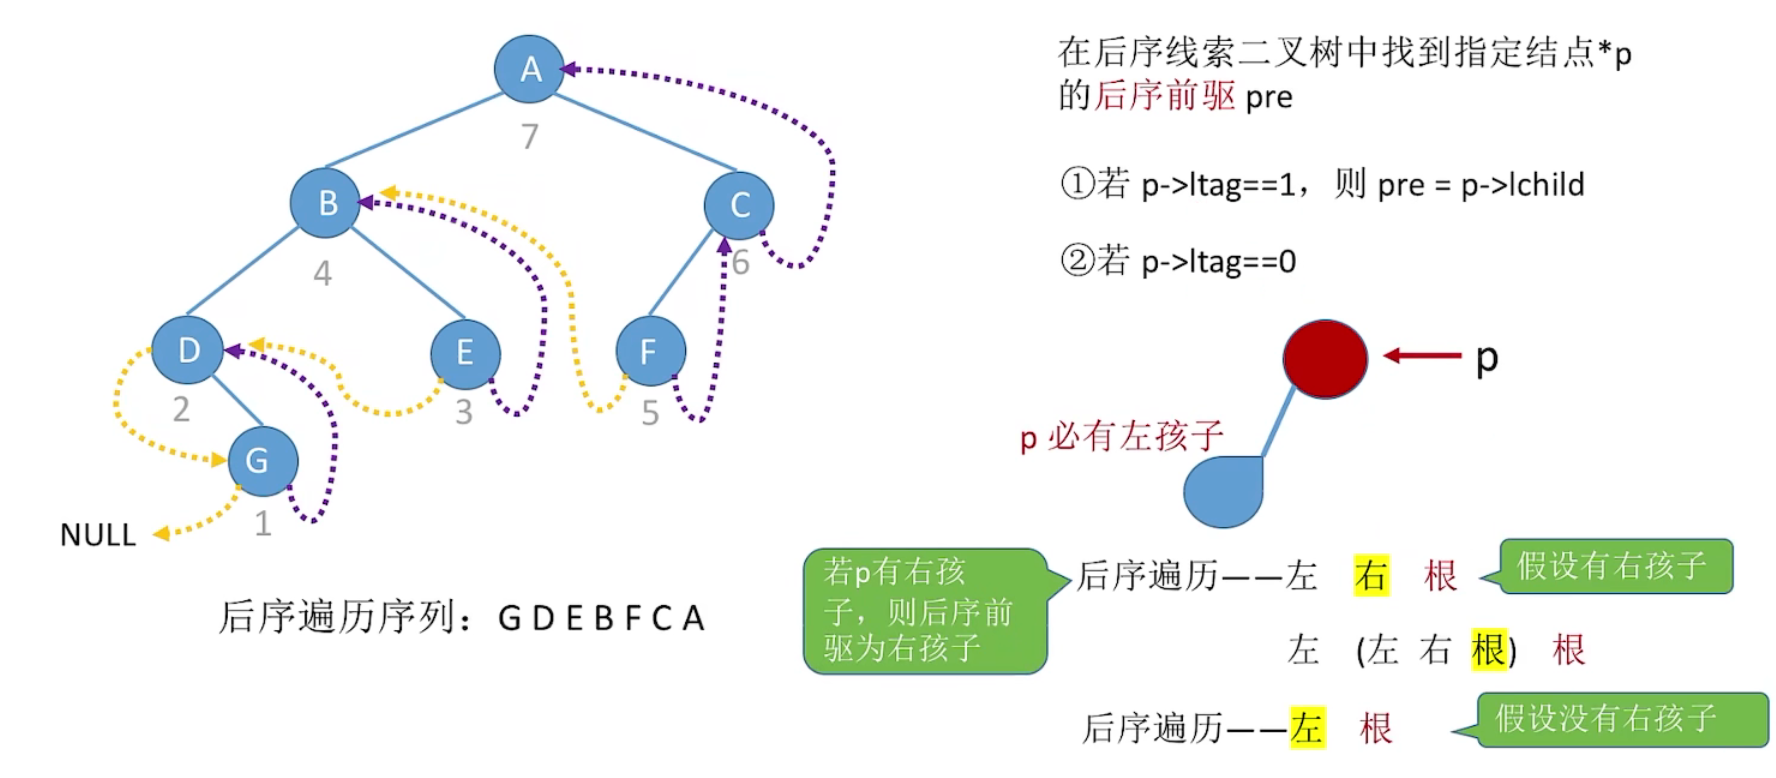 A
7
B
4
C
6
D
2
E
3
F
5
G
1
NULL
后序遍历序列：G D E B F C A
在后序线索二叉树中找到指定结点*p
的后序前驱 pre
①若 p->ltag==1，则 pre = p->lchild
②若 p->ltag==0
p
p 必有左孩子
若p有右孩
子，则后序前
驱为右孩子
后序遍历——左 右 根
假设有右孩子
左 (左 右 根) 根
后序遍历——左 根
假设没有右孩子